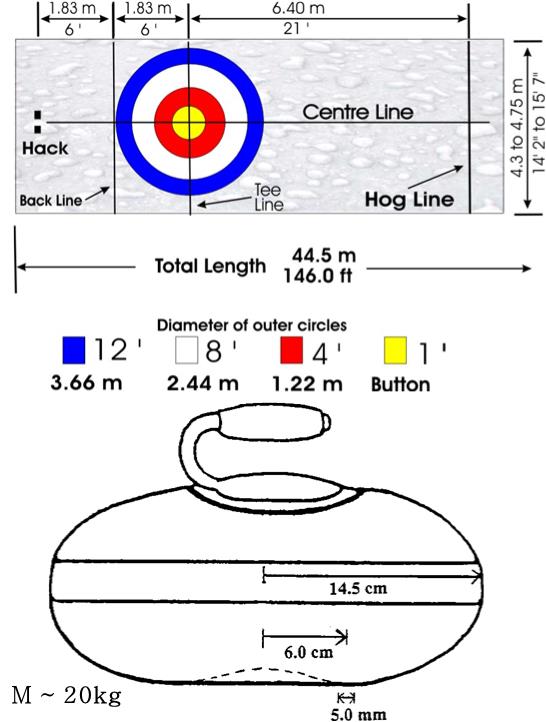 1.83 m 1.83 m 6.40 m
6 ' 6 ' 21 '
Centre Line
Hack
Back Line
Tee
Line
Hog Line
4.3 to 4.75 m
14' 2" to 15' 7"
Total Length 44.5 m
146.0 ft
Diameter of outer circles
12 ' 8 ' 4 ' 1 '
3.66 m 2.44 m 1.22 m Button
14.5 cm
6.0 cm
M ~ 20kg
5.0 mm